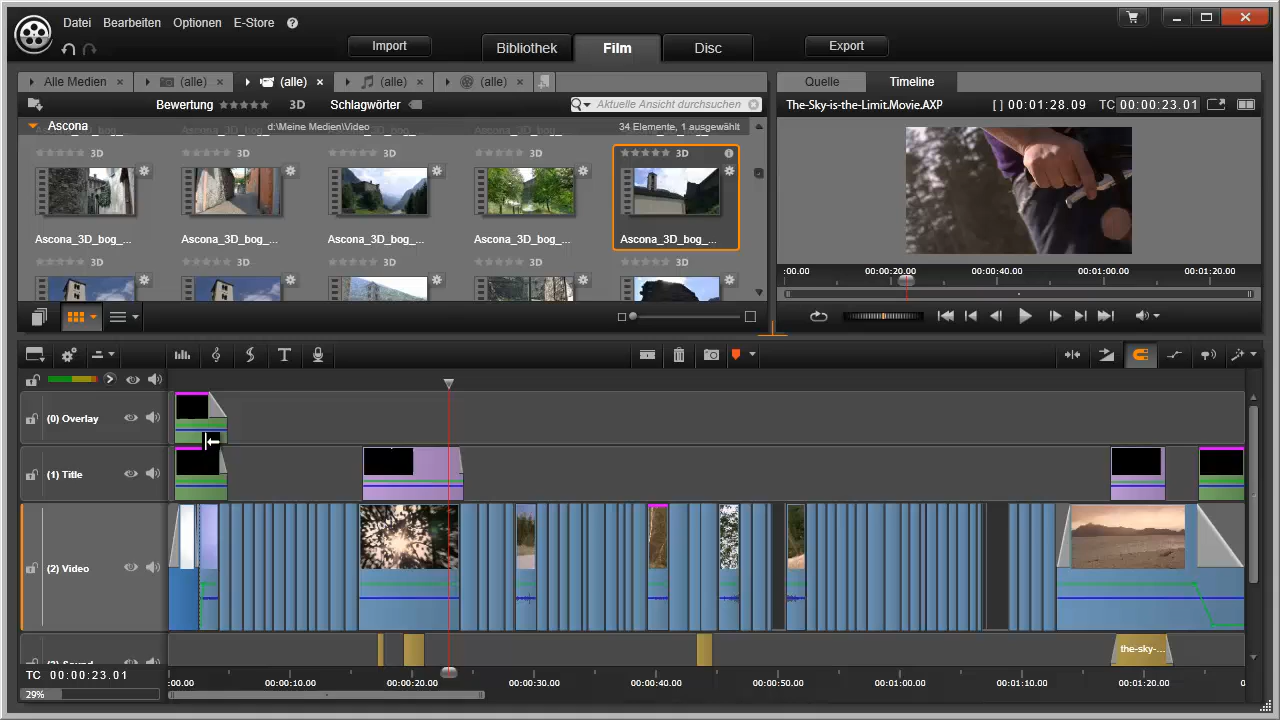 Datei Bearbeiten Optionen E-Store ?
Import Bibliothek Film Disc Export
Alle Medien × (alle) × (alle) × (alle) × (alle) ×
Quelle Timeline
Bewertung 3D Schlagwörter Aktuelle Ansicht durchsuchen
The-Sky-is-the-Limit.Movie.AXP [ ] 00:01:28.09 TC 00:00:23.01
Ascona d:\Meine Medien\Video 34 Elemente, 1 ausgewählt
3D 3D 3D 3D 3D
Ascona_3D_bog_... Ascona_3D_bog_... Ascona_3D_bog_... Ascona_3D_bog_... Ascona_3D_bog_...
3D 3D 3D 3D 3D
:00.00 00:00:20.00 00:00:40.00 00:01:00.00 00:01:20.00
(0) Overlay
(1) Title
(2) Video
the-sky-...
TC 00:00:23.01
:00.00 00:00:10.00 00:00:20.00 00:00:30.00 00:00:40.00 00:00:50.00 00:01:00.00 00:01:10.00 00:01:20.00
29%